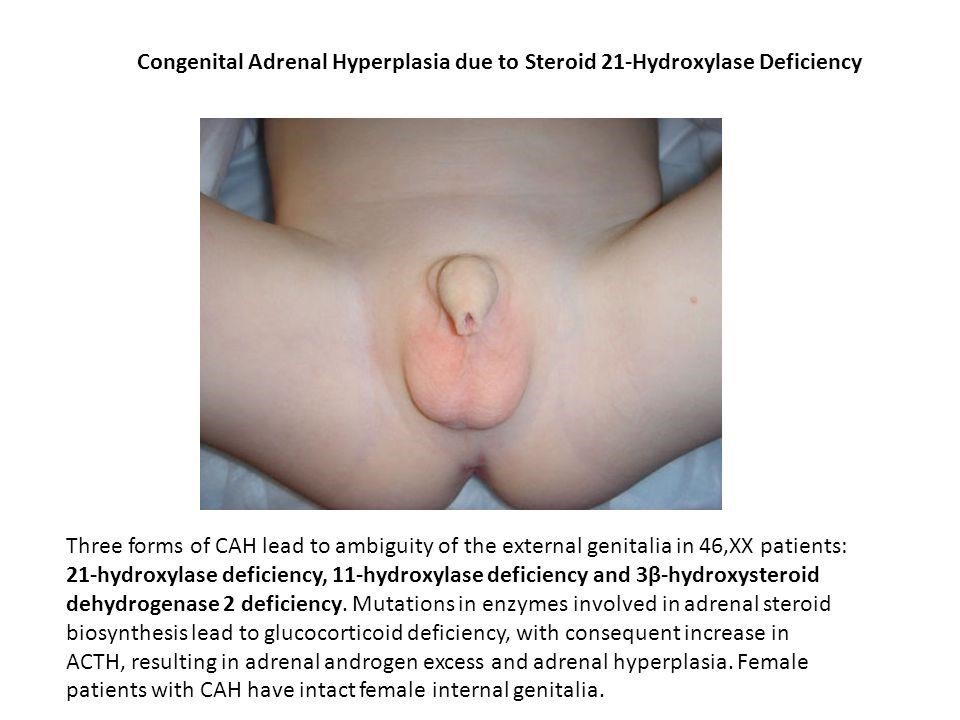 Congenital Adrenal Hyperplasia due to Steroid 21-Hydroxylase Deficiency
Three forms of CAH lead to ambiguity of the external genitalia in 46,XX patients:
21-hydroxylase deficiency, 11-hydroxylase deficiency and 3β-hydroxysteroid
dehydrogenase 2 deficiency. Mutations in enzymes involved in adrenal steroid
biosynthesis lead to glucocorticoid deficiency, with consequent increase in
ACTH, resulting in adrenal androgen excess and adrenal hyperplasia. Female
patients with CAH have intact female internal genitalia.